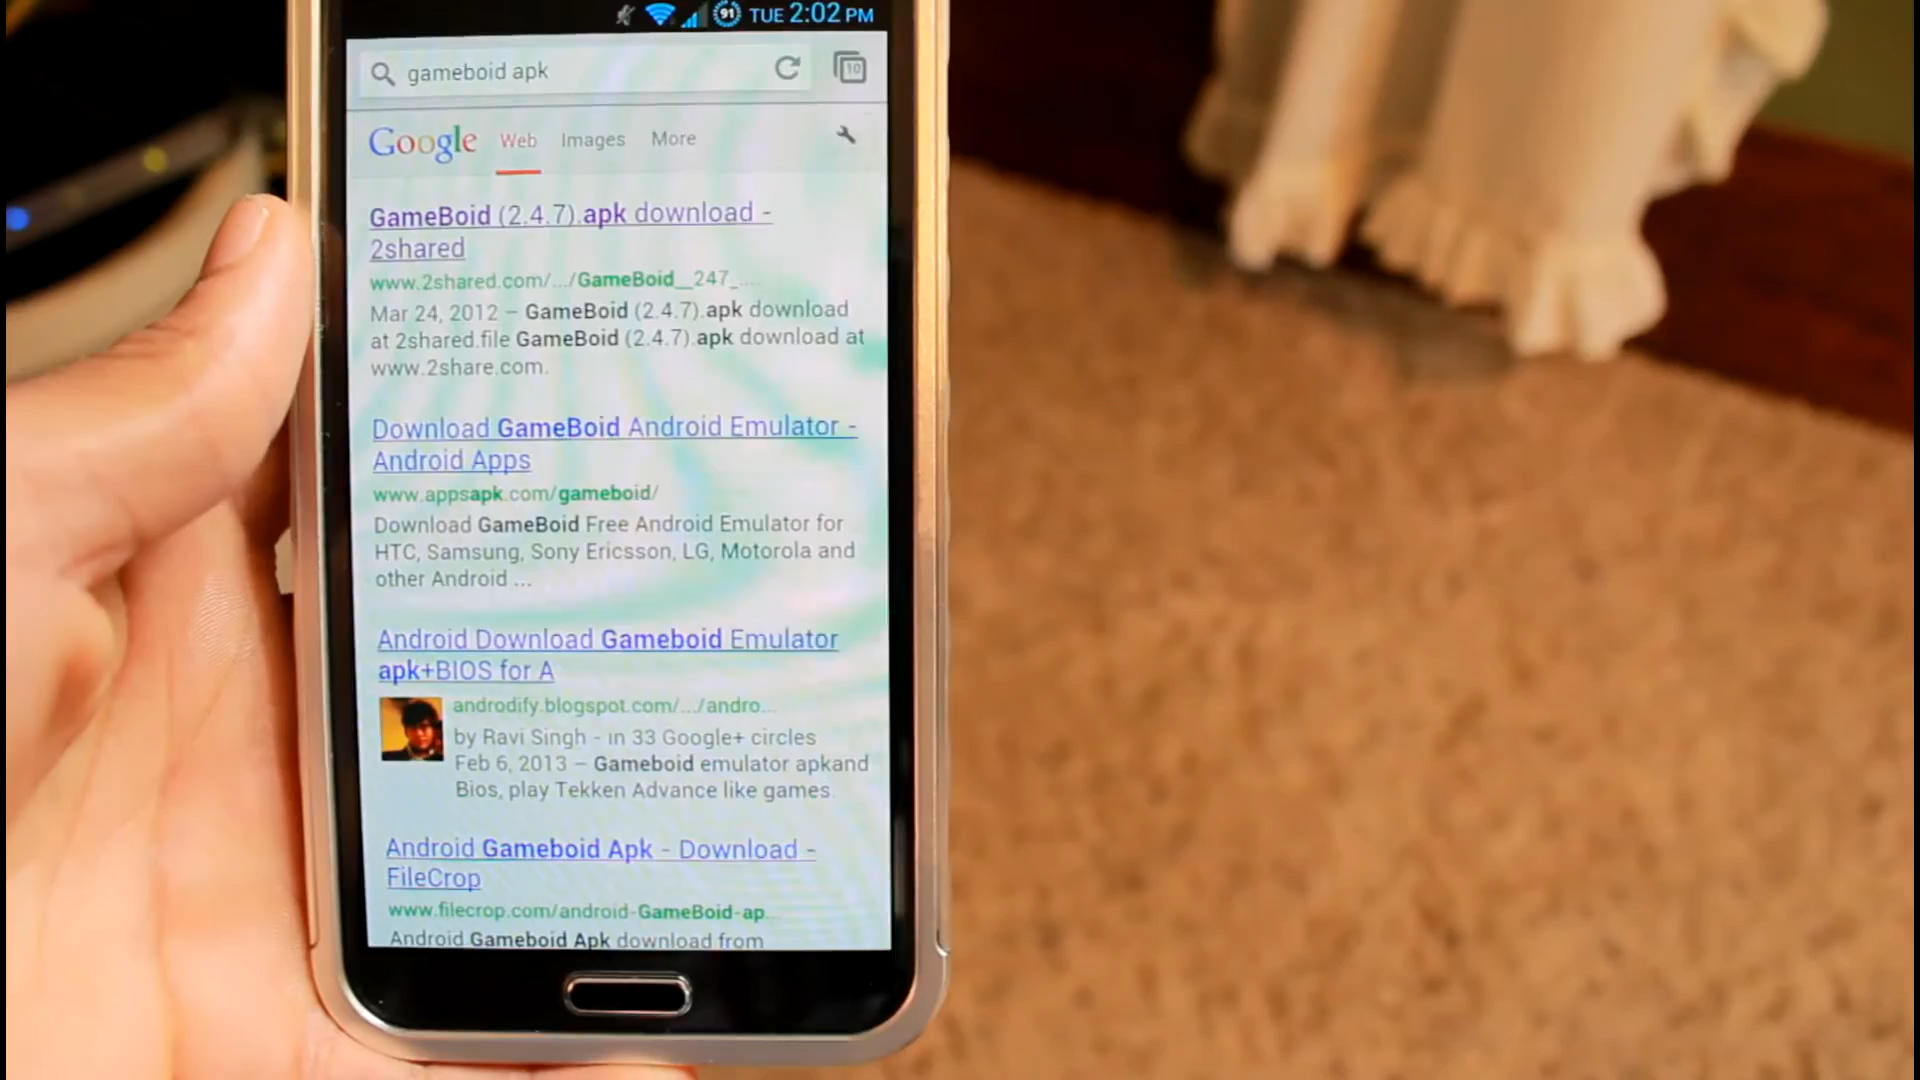 91 TUE 2:02 PM
gameboid apk
10
Google Web Images More
GameBoid (2.4.7).apk download -
2shared
www.2shared.com/.../GameBoid__247_...
Mar 24, 2012 – GameBoid (2.4.7).apk download
at 2shared.file GameBoid (2.4.7).apk download at
www.2share.com.
Download GameBoid Android Emulator -
Android Apps
www.appsapk.com/gameboid/
Download GameBoid Free Android Emulator for
HTC, Samsung, Sony Ericsson, LG, Motorola and
other Android ...
Android Download Gameboid Emulator
apk+BIOS for A
androdify.blogspot.com/.../andro...
by Ravi Singh - in 33 Google+ circles
Feb 6, 2013 – Gameboid emulator apkand
Bios, play Tekken Advance like games.
Android Gameboid Apk - Download -
FileCrop
www.filecrop.com/android-GameBoid-ap...
Android Gameboid Apk download from